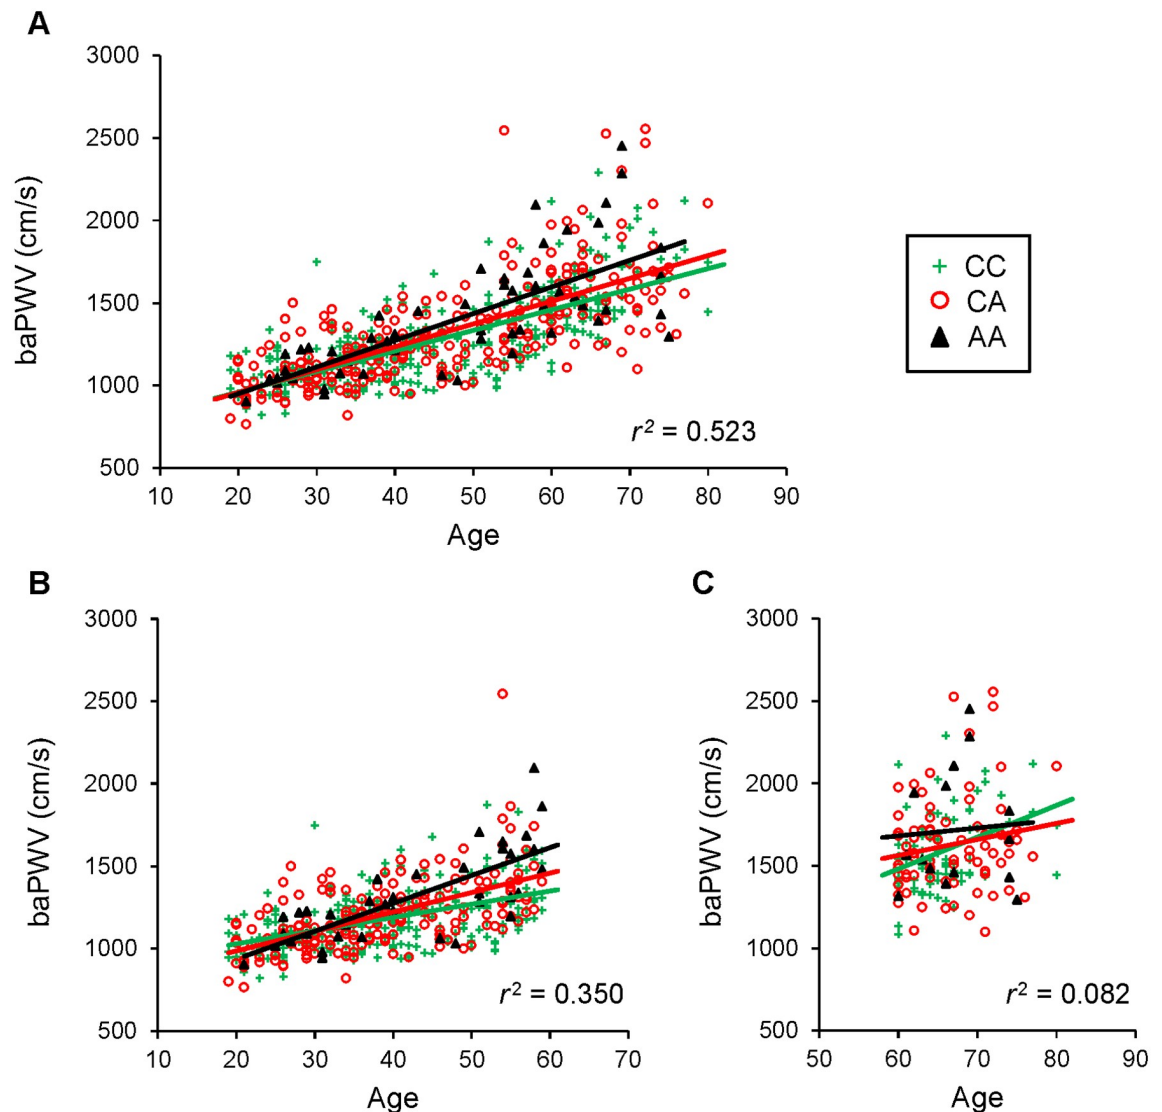 A
3000
2500
2000
1500
1000
500
baPWV (cm/s)
10 20 30 40 50 60 70 80 90
Age
r² = 0.523
CC
CA
AA
B
3000
2500
2000
1500
1000
500
baPWV (cm/s)
10 20 30 40 50 60 70
Age
r² = 0.350
C
3000
2500
2000
1500
1000
500
baPWV (cm/s)
50 60 70 80 90
Age
r² = 0.082